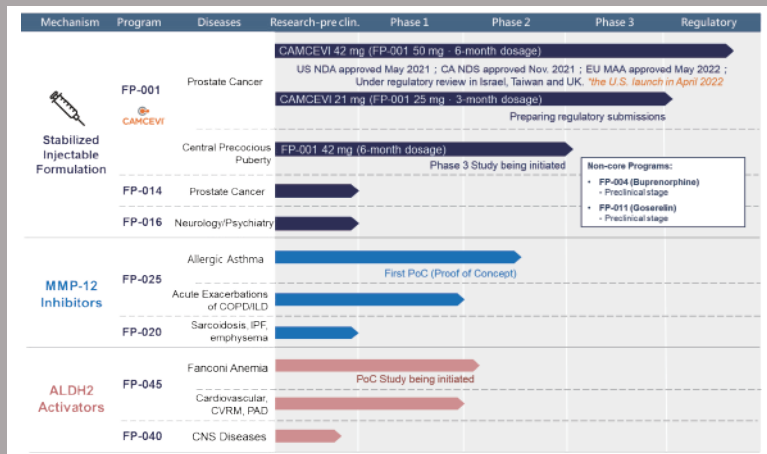 Mechanism Program Diseases Research-pre clin. Phase 1 Phase 2 Phase 3 Regulatory
CAMCEVI 42 mg (FP-001 50 mg - 6-month dosage)
US NDA approved May 2021 ; CA NDS approved Nov. 2021 ; EU MAA approved May 2022 ;
Prostate Cancer
Under regulatory review in Israel, Taiwan and UK. *the U.S. launch in April 2022
FP-001
CAMCEVI 21 mg (FP-001 25 mg - 3-month dosage)
CAMCEVI
Preparing regulatory submissions
Stabilized
Injectable
Formulation
Central Precocious
Puberty
FP-001 42 mg (6-month dosage)
Phase 3 Study being initiated
Non-core Programs:
• FP-004 (Buprenorphine)
- Preclinical stage
• FP-011 (Goserelin)
- Preclinical stage
FP-014 Prostate Cancer
FP-016 Neurology/Psychiatry
MMP-12
Inhibitors
FP-025
Allergic Asthma
First PoC (Proof of Concept)
Acute Exacerbations
of COPD/ILD
FP-020
Sarcoidosis, IPF,
emphysema
ALDH2
Activators
FP-045
Fanconi Anemia
PoC Study being initiated
Cardiovascular,
CVRM, PAD
FP-040 CNS Diseases